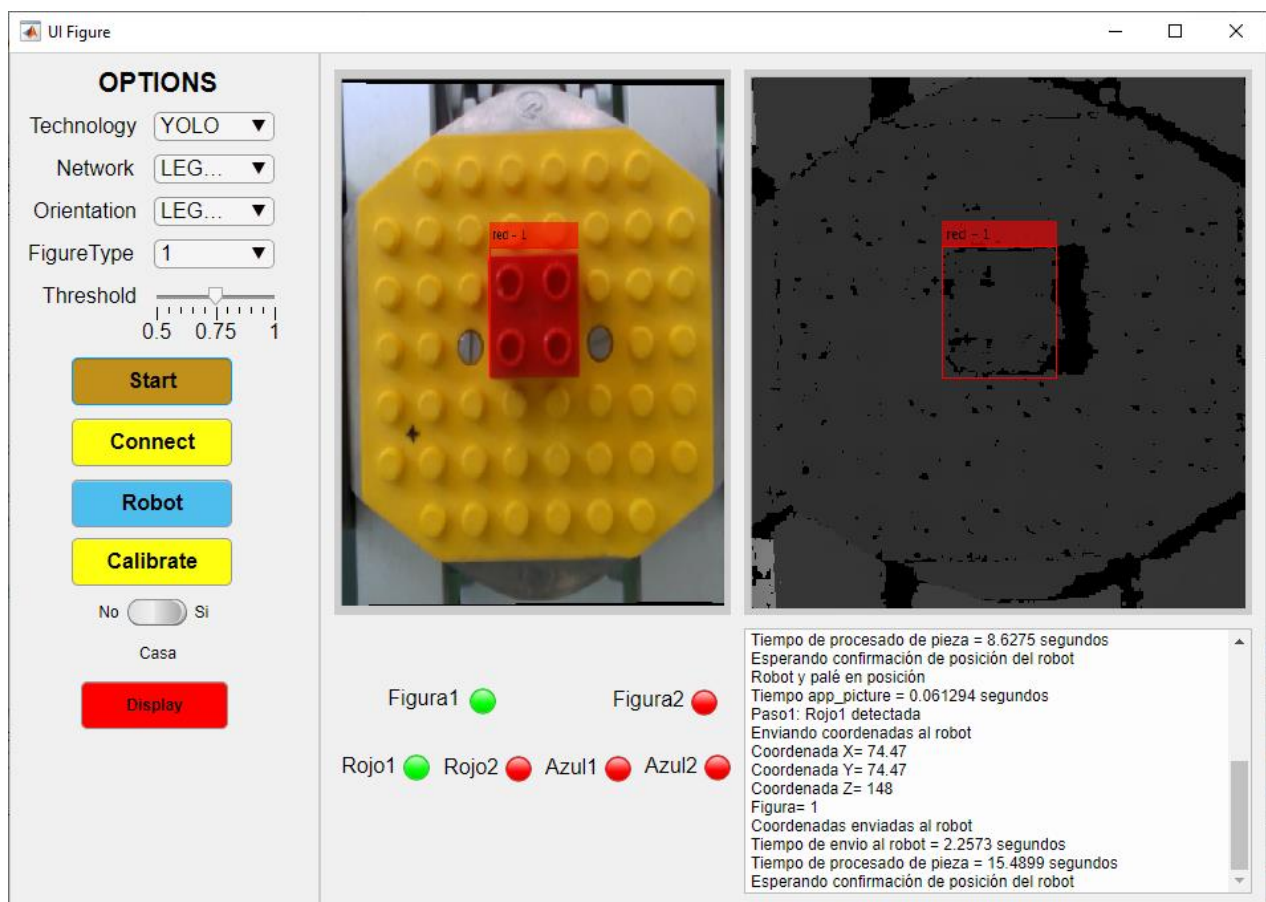 UI Figure
OPTIONS
Technology YOLO
Network LEG...
Orientation LEG...
FigureType 1
Threshold
0.5 0.75 1
Start
Connect
Robot
Calibrate
No Si
Casa
Display
red - 1
red - 1
Figura1 Figura2
Rojo1 Rojo2 Azul1 Azul2
Tiempo de procesado de pieza = 8.6275 segundos
Esperando confirmación de posición del robot
Robot y palé en posición
Tiempo app_picture = 0.061294 segundos
Paso1: Rojo1 detectada
Enviando coordenadas al robot
Coordenada X= 74.47
Coordenada Y= 74.47
Coordenada Z= 148
Figura= 1
Coordenadas enviadas al robot
Tiempo de envio al robot = 2.2573 segundos
Tiempo de procesado de pieza = 15.4899 segundos
Esperando confirmación de posición del robot